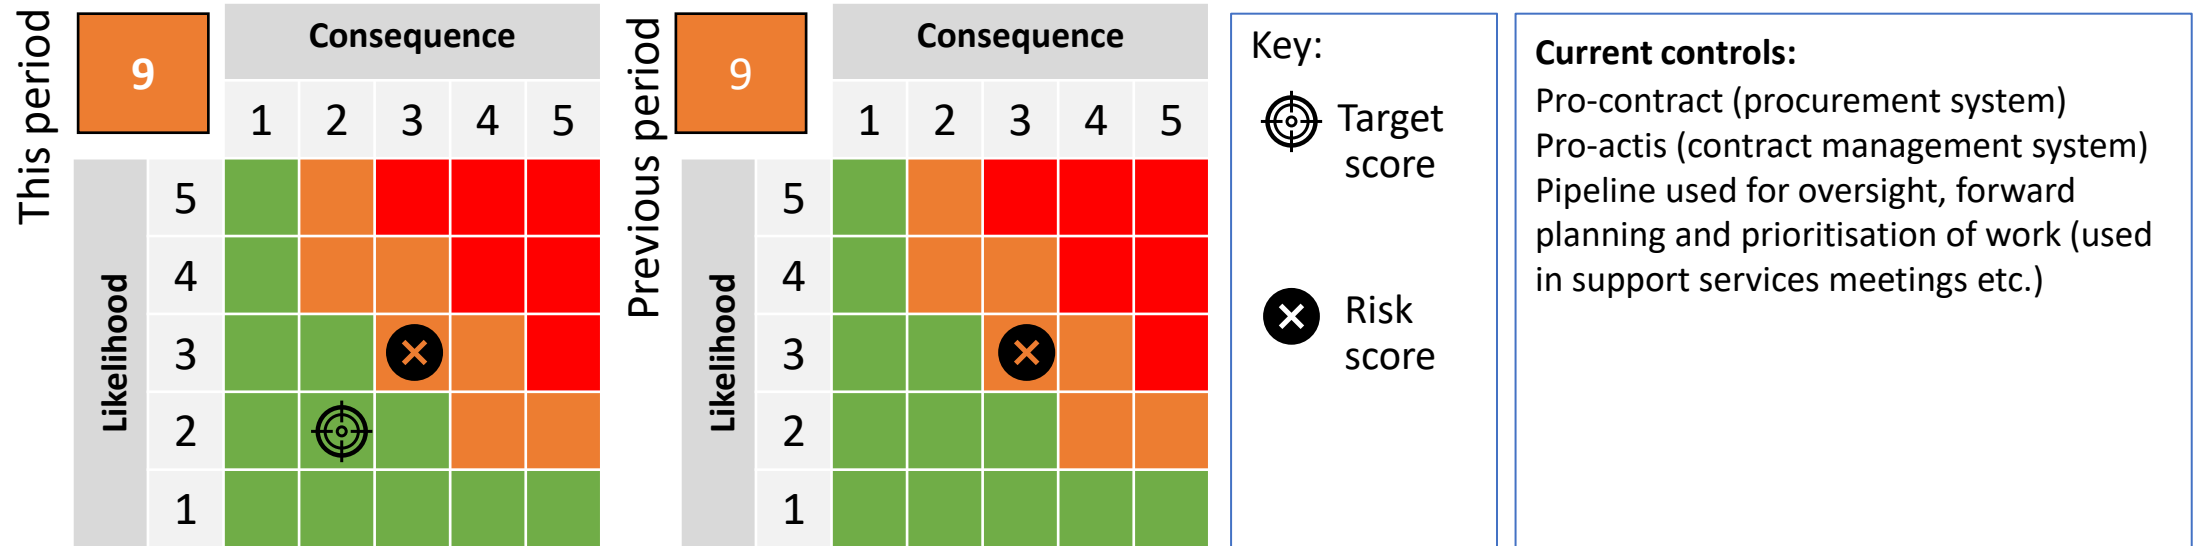 This period
9
Consequence
1 2 3 4 5
Likelihood
5
4
3
2
1
Previous period
9
Consequence
1 2 3 4 5
Likelihood
5
4
3
2
1
Key:
Target
score
Risk
score
Current controls:
Pro-contract (procurement system)
Pro-actis (contract management system)
Pipeline used for oversight, forward
planning and prioritisation of work (used
in support services meetings etc.)